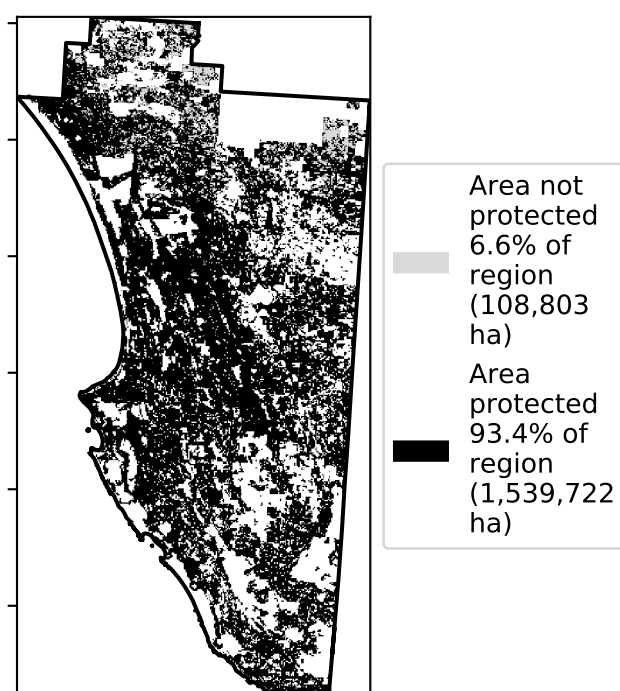 Area not
protected
6.6% of
region
(108,803
ha)
Area
protected
93.4% of
region
(1,539,722
ha)